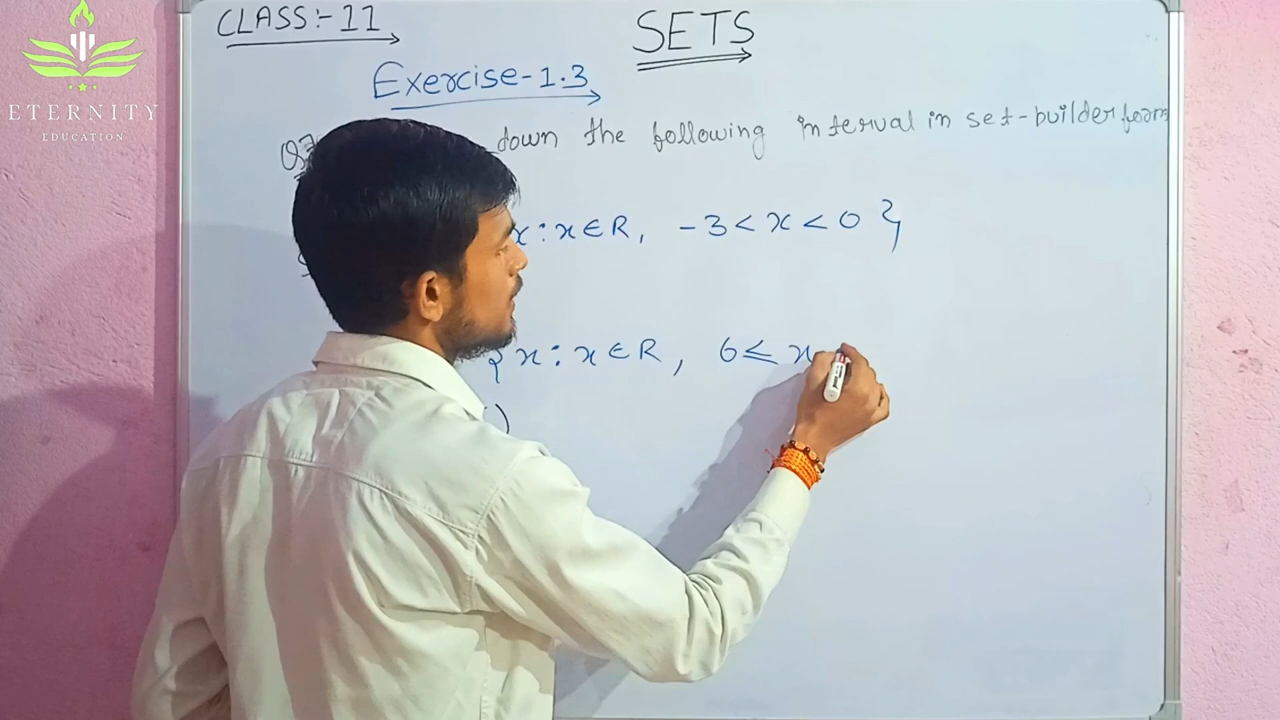 CLASS:- 11
SETS
ETERNITY
EDUCATION
Exercise-1.3
down the following interval in set-builder form
x : x ∈ R, -3 < x < 0 }
{ x : x ∈ R, 6 ≤ x
)